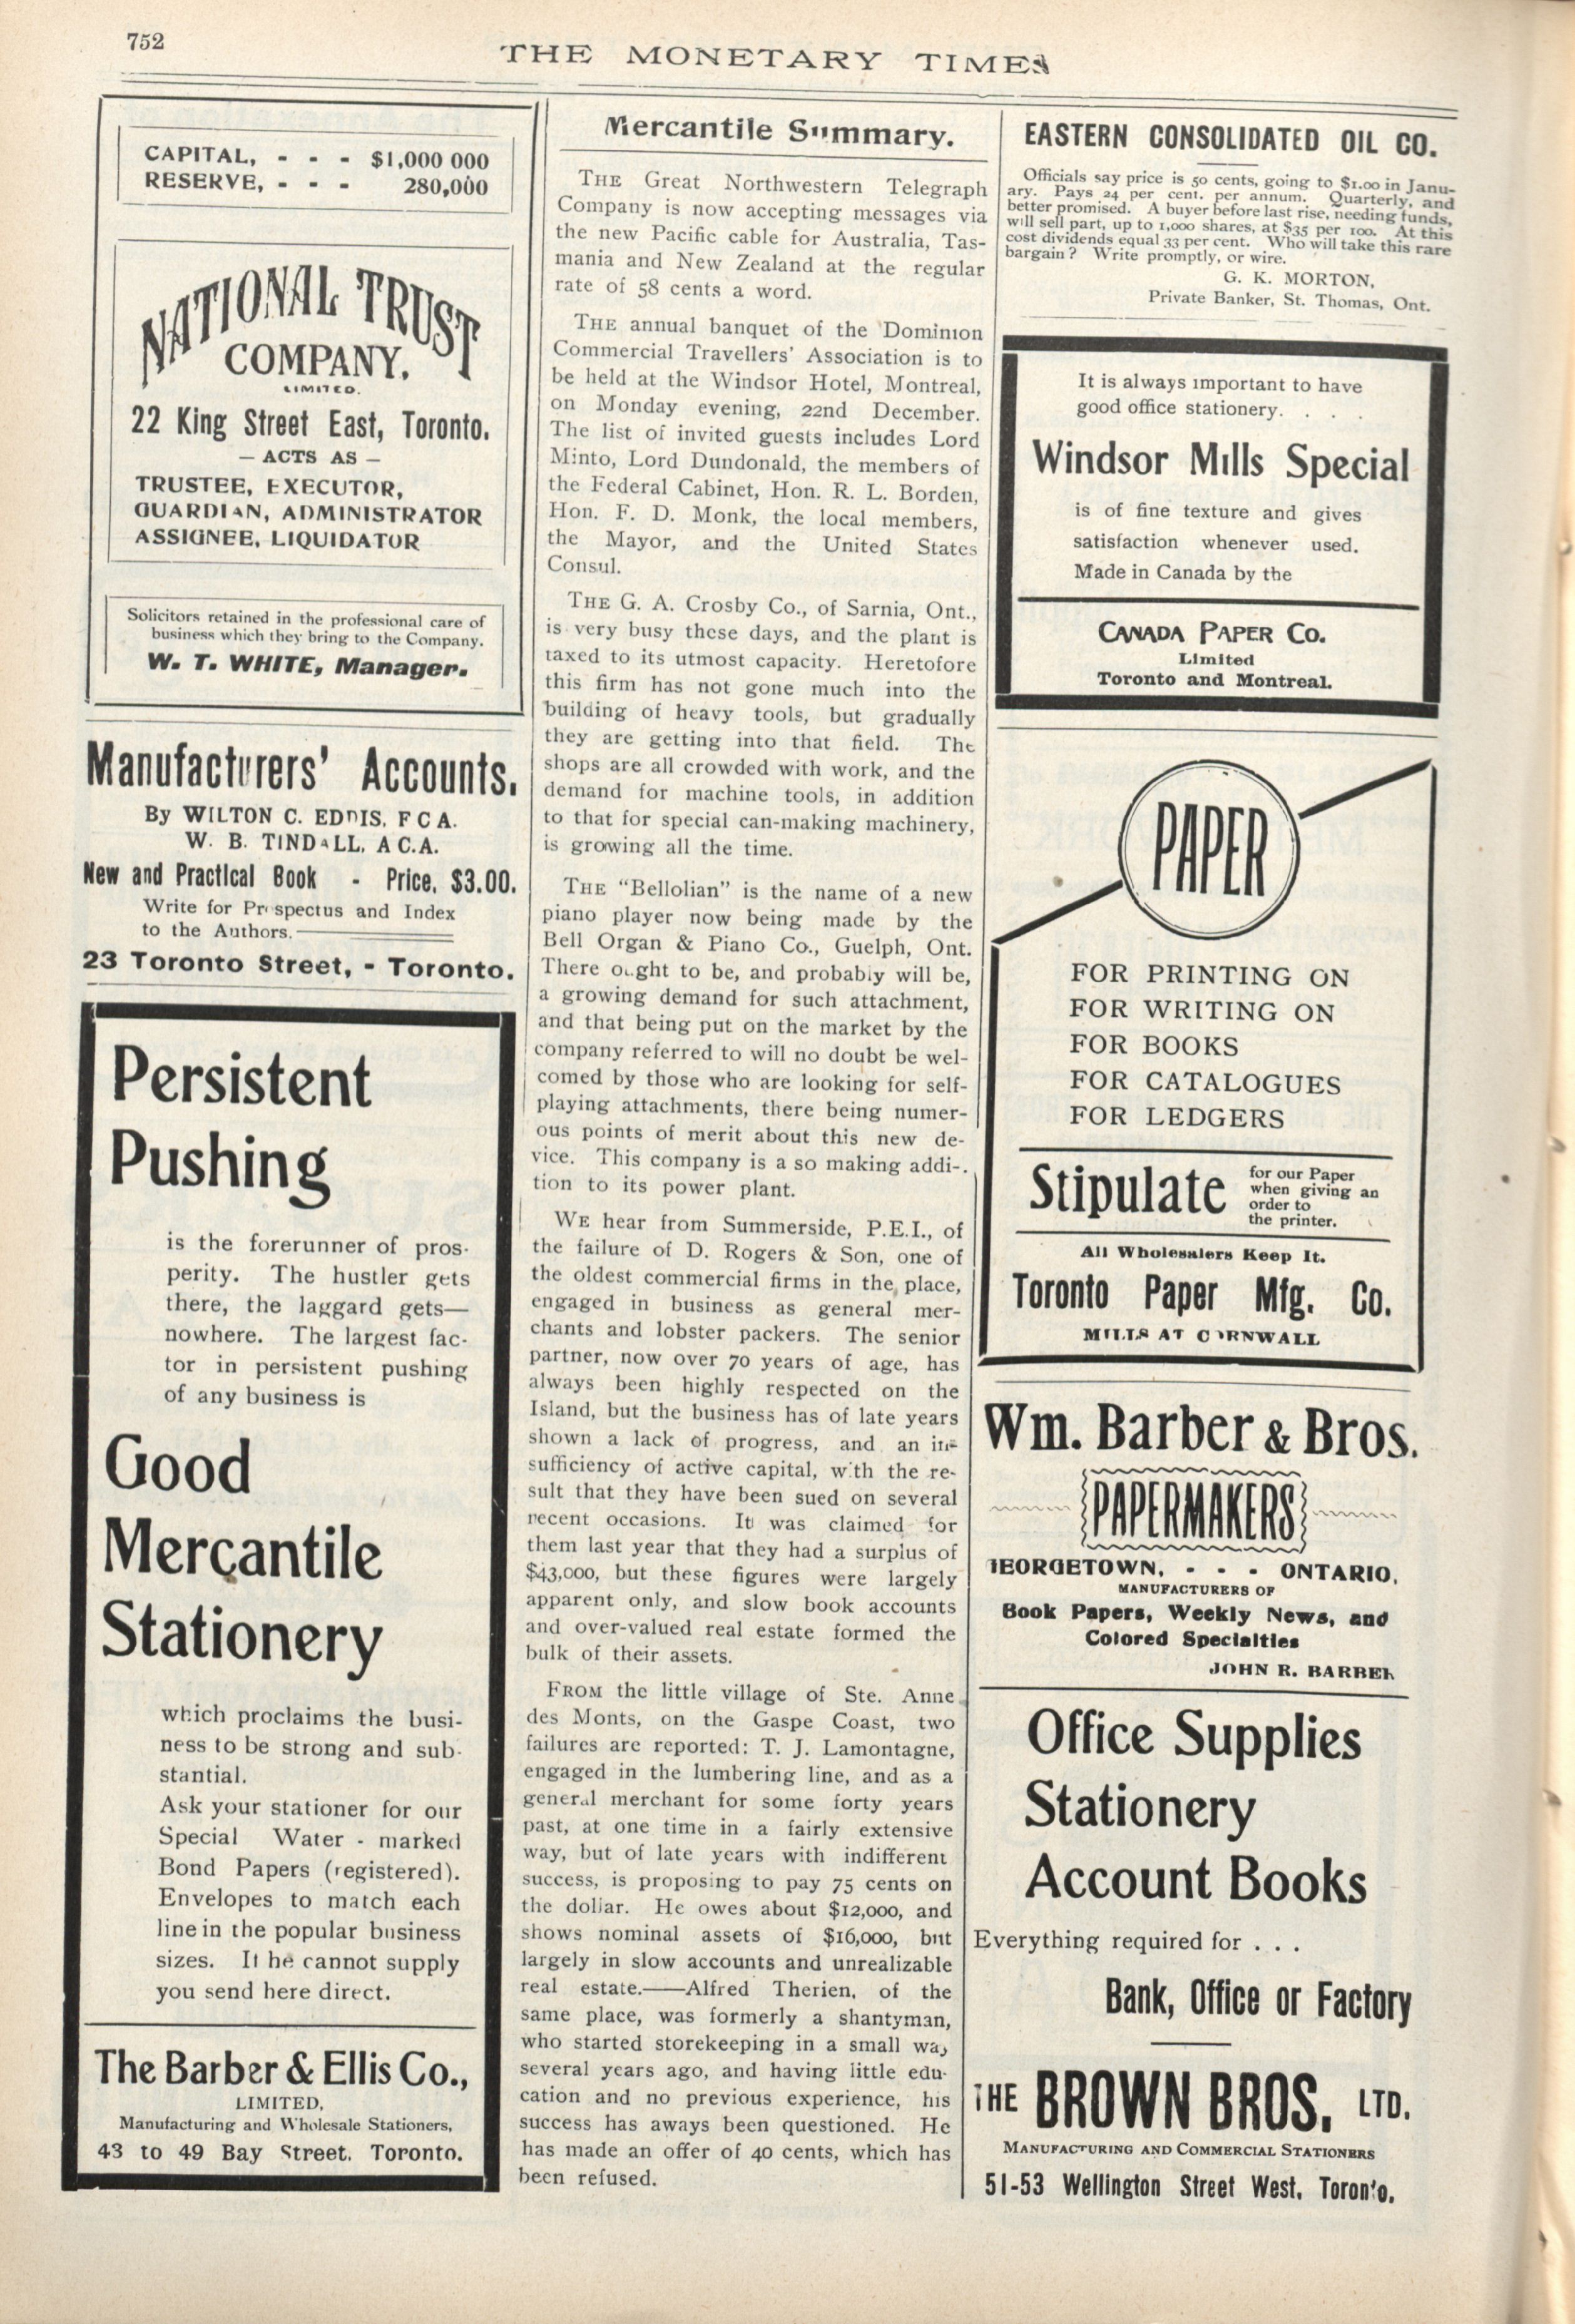 752
THE MONETARY TIMES
CAPITAL, - - - $1,000 000
RESERVE, - - - 280,000
NATIONAL TRUST
COMPANY,
LIMITED.
22 King Street East, Toronto.
— ACTS AS —
TRUSTEE, EXECUTOR,
GUARDIAN, ADMINISTRATOR
ASSIGNEE, LIQUIDATOR
Solicitors retained in the professional care of
business which they bring to the Company.
W. T. WHITE, Manager.
Manufacturers' Accounts.
By WILTON C. EDDIS, F C A.
W. B. TINDALL, A C.A.
New and Practical Book - Price, $3.00.
Write for Prospectus and Index
to the Authors.
23 Toronto Street, - Toronto.
Persistent
Pushing
is the forerunner of pros-
perity. The hustler gets
there, the laggard gets—
nowhere. The largest fac-
tor in persistent pushing
of any business is
Good
Mercantile
Stationery
which proclaims the busi-
ness to be strong and sub-
stantial.
Ask your stationer for our
Special Water - marked
Bond Papers (registered).
Envelopes to match each
line in the popular business
sizes. If he cannot supply
you send here direct.
The Barber & Ellis Co.,
LIMITED,
Manufacturing and Wholesale Stationers,
43 to 49 Bay Street. Toronto.
Mercantile Summary.
THE Great Northwestern Telegraph
Company is now accepting messages via
the new Pacific cable for Australia, Tas-
mania and New Zealand at the regular
rate of 58 cents a word.
THE annual banquet of the Dominion
Commercial Travellers' Association is to
be held at the Windsor Hotel, Montreal,
on Monday evening, 22nd December.
The list of invited guests includes Lord
Minto, Lord Dundonald, the members of
the Federal Cabinet, Hon. R. L. Borden,
Hon. F. D. Monk, the local members,
the Mayor, and the United States
Consul.
THE G. A. Crosby Co., of Sarnia, Ont.,
is very busy these days, and the plant is
taxed to its utmost capacity. Heretofore
this firm has not gone much into the
building of heavy tools, but gradually
they are getting into that field. The
shops are all crowded with work, and the
demand for machine tools, in addition
to that for special can-making machinery,
is growing all the time.
THE "Bellolian" is the name of a new
piano player now being made by the
Bell Organ & Piano Co., Guelph, Ont.
There ought to be, and probably will be,
a growing demand for such attachment,
and that being put on the market by the
company referred to will no doubt be wel-
comed by those who are looking for self-
playing attachments, there being numer-
ous points of merit about this new de-
vice. This company is a so making addi-
tion to its power plant.
WE hear from Summerside, P.E.I., of
the failure of D. Rogers & Son, one of
the oldest commercial firms in the place,
engaged in business as general mer-
chants and lobster packers. The senior
partner, now over 70 years of age, has
always been highly respected on the
Island, but the business has of late years
shown a lack of progress, and an in-
sufficiency of active capital, with the re-
sult that they have been sued on several
recent occasions. It was claimed for
them last year that they had a surplus of
$43,000, but these figures were largely
apparent only, and slow book accounts
and over-valued real estate formed the
bulk of their assets.
FROM the little village of Ste. Anne
des Monts, on the Gaspe Coast, two
failures are reported: T. J. Lamontagne,
engaged in the lumbering line, and as a
general merchant for some forty years
past, at one time in a fairly extensive
way, but of late years with indifferent
success, is proposing to pay 75 cents on
the dollar. He owes about $12,000, and
shows nominal assets of $16,000, but
largely in slow accounts and unrealizable
real estate.——Alfred Therien, of the
same place, was formerly a shantyman,
who started storekeeping in a small way
several years ago, and having little edu-
cation and no previous experience, his
success has aways been questioned. He
has made an offer of 40 cents, which has
been refused.
EASTERN CONSOLIDATED OIL CO.
Officials say price is 50 cents, going to $1.00 in Janu-
ary. Pays 24 per cent. per annum. Quarterly, and
better promised. A buyer before last rise, needing funds,
will sell part, up to 1,000 shares, at $35 per 100. At this
cost dividends equal 33 per cent. Who will take this rare
bargain? Write promptly, or wire.
G. K. MORTON,
Private Banker, St. Thomas, Ont.
It is always important to have
good office stationery. . . .
Windsor Mills Special
is of fine texture and gives
satisfaction whenever used.
Made in Canada by the
CANADA PAPER CO.
Limited
Toronto and Montreal.
PAPER
FOR PRINTING ON
FOR WRITING ON
FOR BOOKS
FOR CATALOGUES
FOR LEDGERS
Stipulate for our Paper
when giving an
order to
the printer.
All Wholesalers Keep It.
Toronto Paper Mfg. Co.
MILLS AT CORNWALL
Wm. Barber & Bros.
PAPERMAKERS
GEORGETOWN, - - - ONTARIO,
MANUFACTURERS OF
Book Papers, Weekly News, and
Colored Specialties
JOHN R. BARBER
Office Supplies
Stationery
Account Books
Everything required for . . .
Bank, Office or Factory
THE BROWN BROS. LTD.
MANUFACTURING AND COMMERCIAL STATIONERS
51-53 Wellington Street West, Toronto.